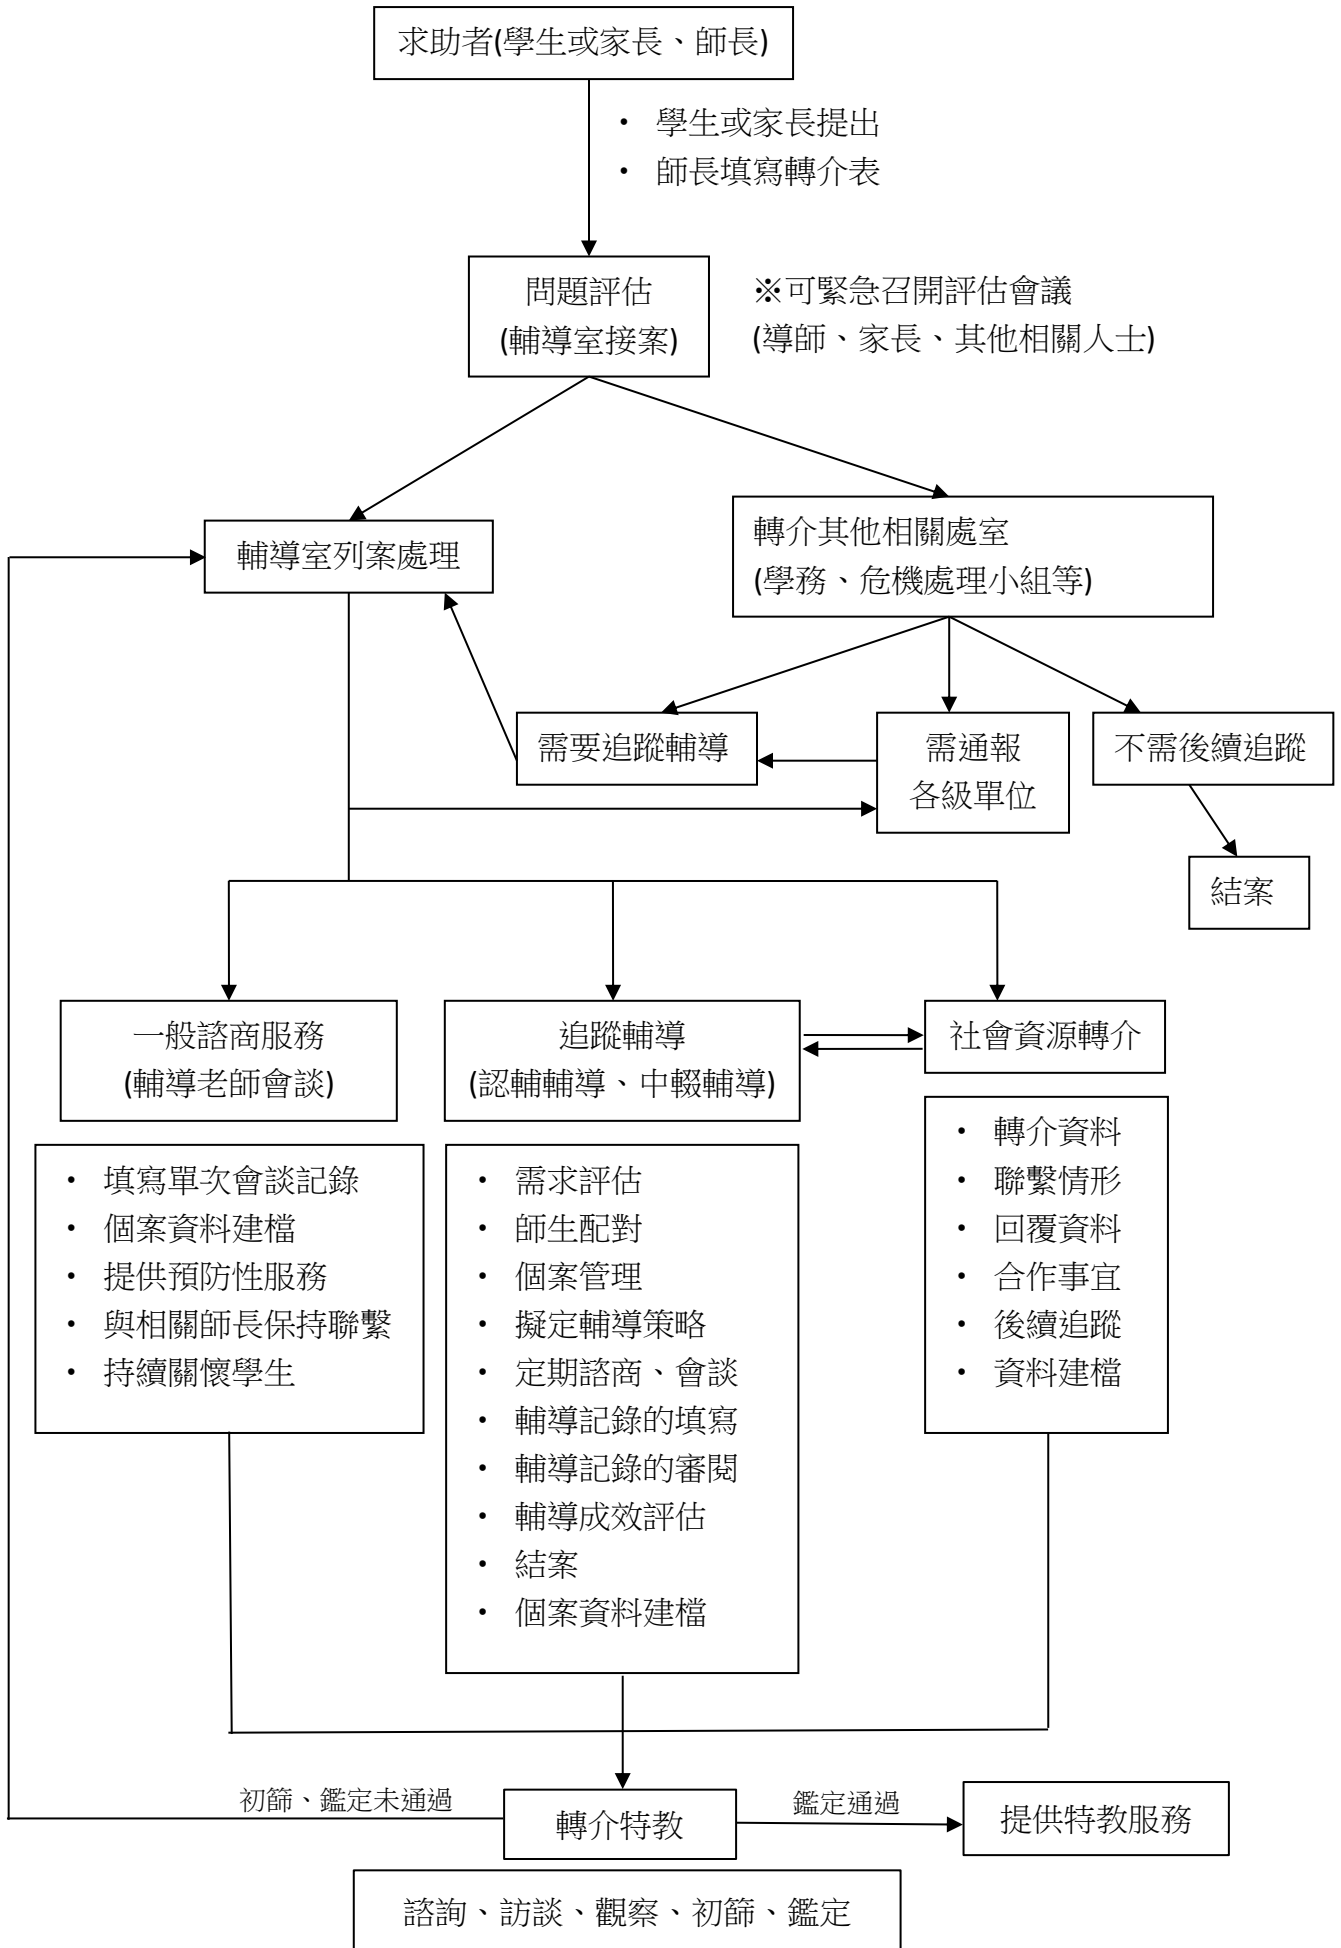 求助者(學生或家長、師長)
・ 學生或家長提出
・ 師長填寫轉介表
問題評估
(輔導室接案)
※可緊急召開評估會議
(導師、家長、其他相關人士)
輔導室列案處理
轉介其他相關處室
(學務、危機處理小組等)
需要追蹤輔導
需通報
各級單位
不需後續追蹤
結案
一般諮商服務
(輔導老師會談)
追蹤輔導
(認輔輔導、中輟輔導)
社會資源轉介
・ 填寫單次會談記錄
・ 個案資料建檔
・ 提供預防性服務
・ 與相關師長保持聯繫
・ 持續關懷學生
・ 需求評估
・ 師生配對
・ 個案管理
・ 擬定輔導策略
・ 定期諮商、會談
・ 輔導記錄的填寫
・ 輔導記錄的審閱
・ 輔導成效評估
・ 結案
・ 個案資料建檔
・ 轉介資料
・ 聯繫情形
・ 回覆資料
・ 合作事宜
・ 後續追蹤
・ 資料建檔
初篩、鑑定未通過
轉介特教
鑑定通過
提供特教服務
諮詢、訪談、觀察、初篩、鑑定